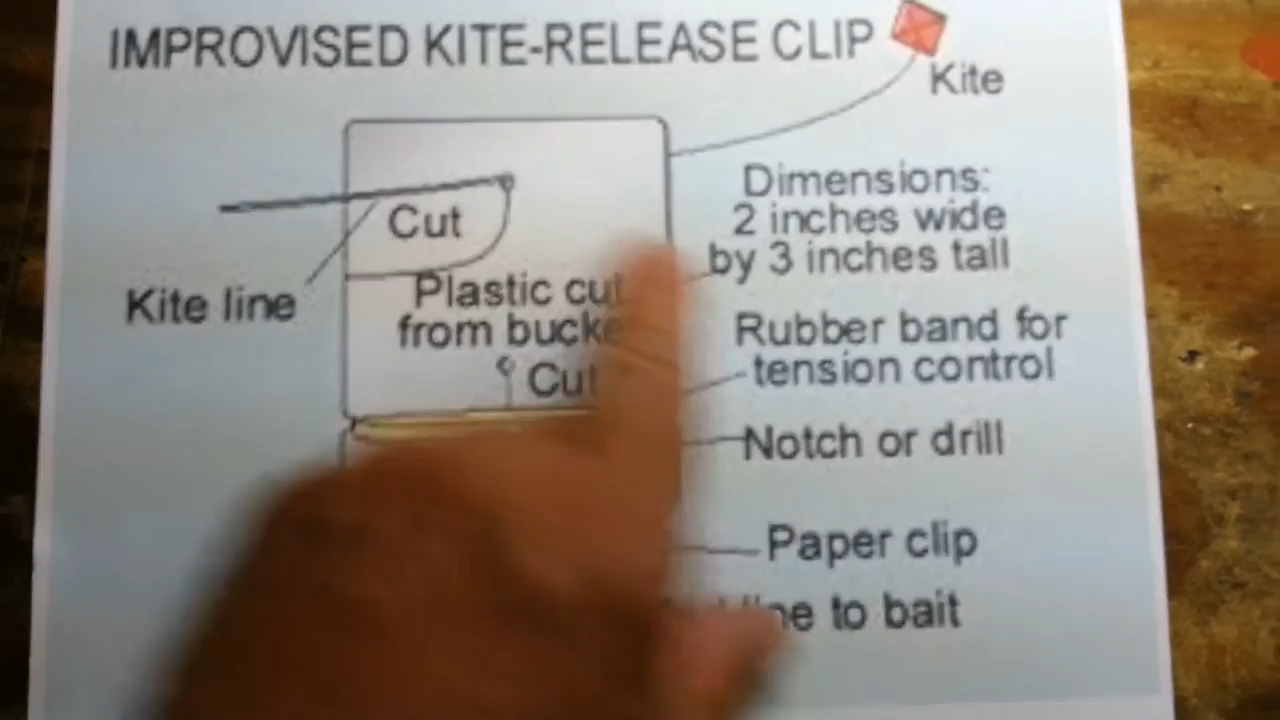 IMPROVISED KITE-RELEASE CLIP
Kite
Dimensions:
2 inches wide
by 3 inches tall
Cut
Kite line
Plastic cut
from bucke
Cut
Rubber band for
tension control
Notch or drill
Paper clip
to bait